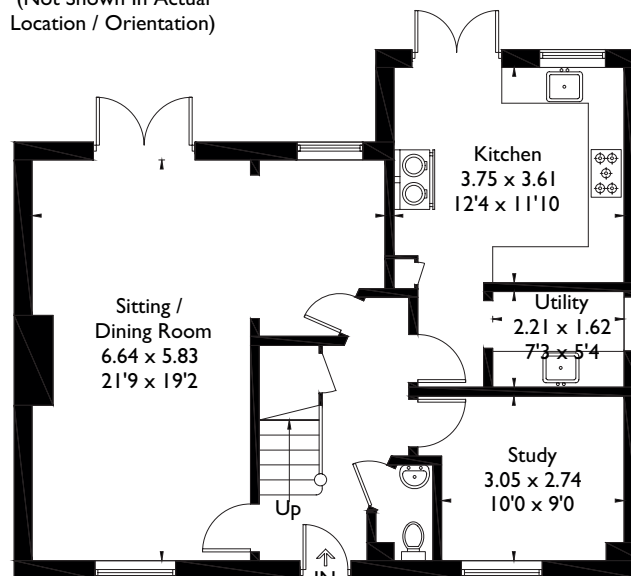 (Not Shown In Actual
Location / Orientation)
Kitchen
3.75 x 3.61
12'4 x 11'10
Sitting /
Dining Room
6.64 x 5.83
21'9 x 19'2
Utility
2.21 x 1.62
7'3 x 5'4
Study
3.05 x 2.74
10'0 x 9'0
UP
IN